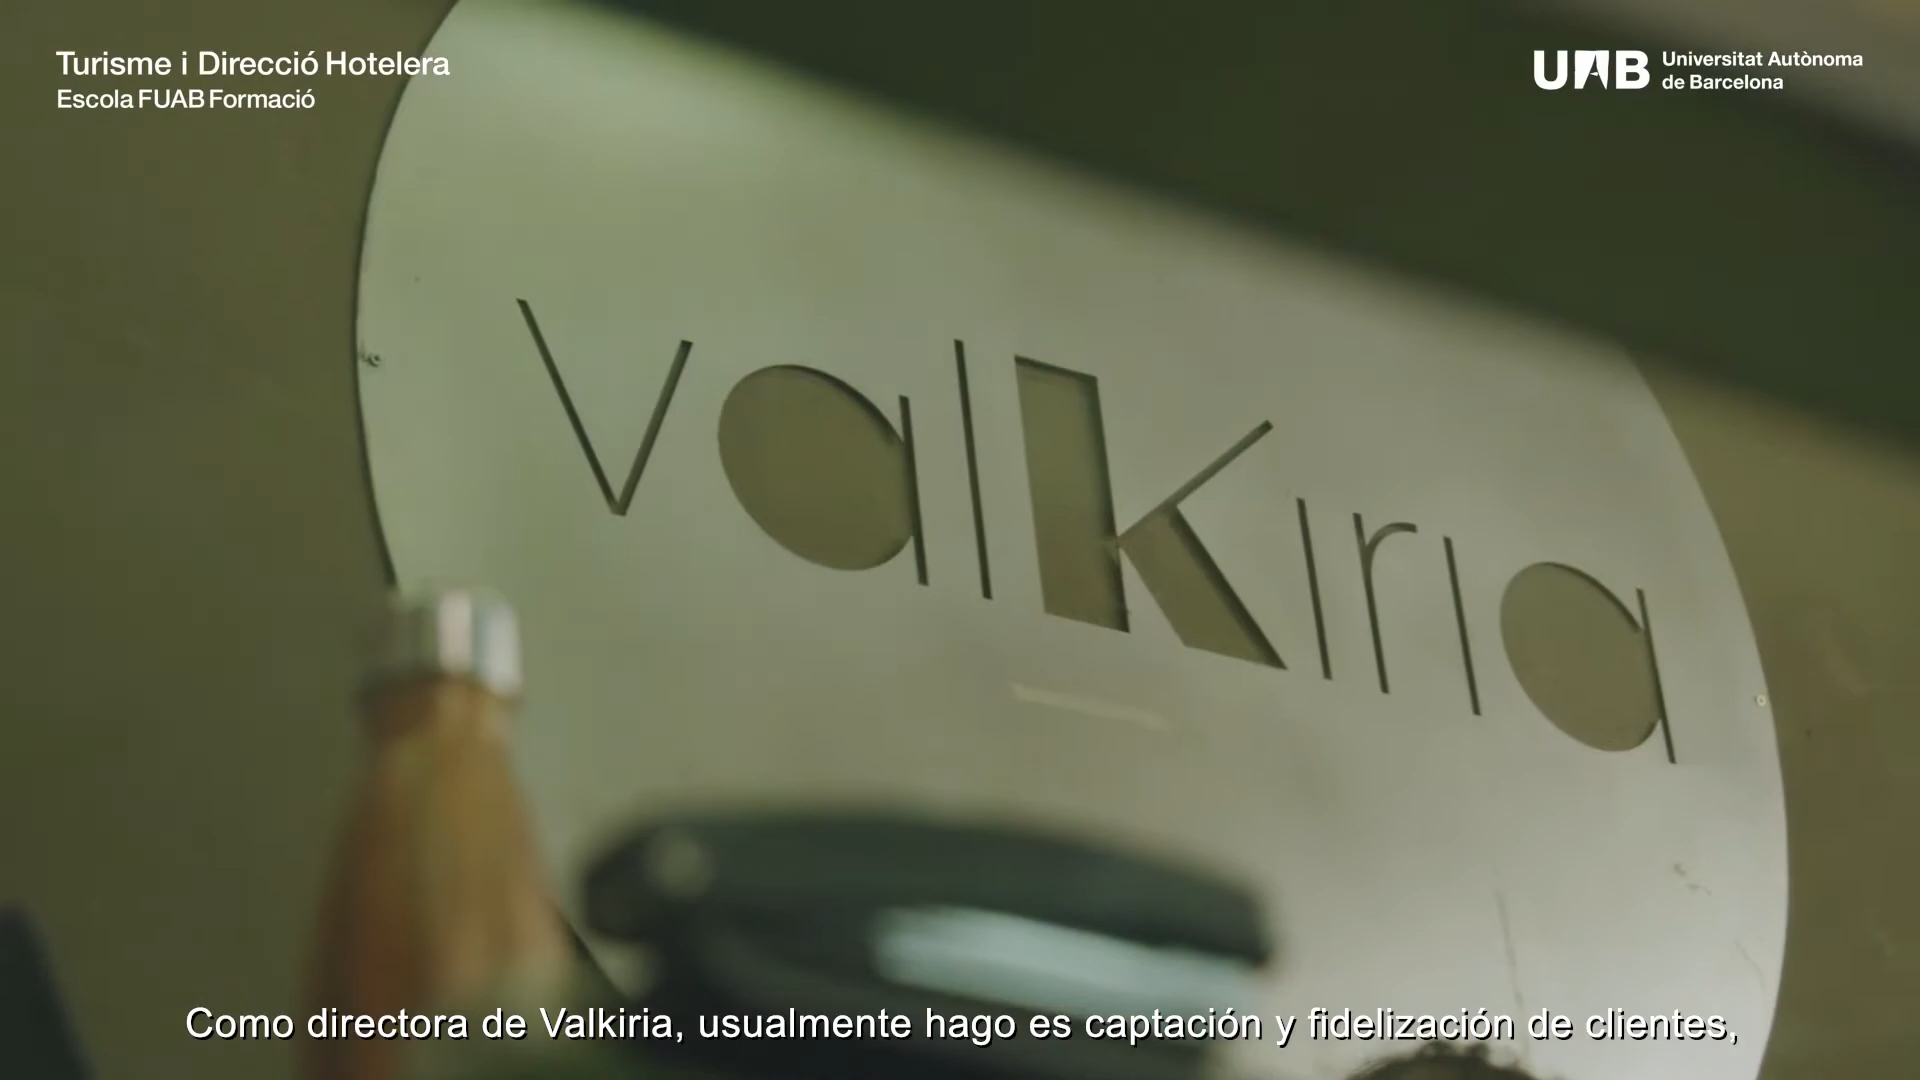 Turisme i Direcció Hotelera
Escola FUAB Formació
UAB Universitat Autònoma
de Barcelona
valkiria
Como directora de Valkiria, usualmente hago es captación y fidelización de clientes,